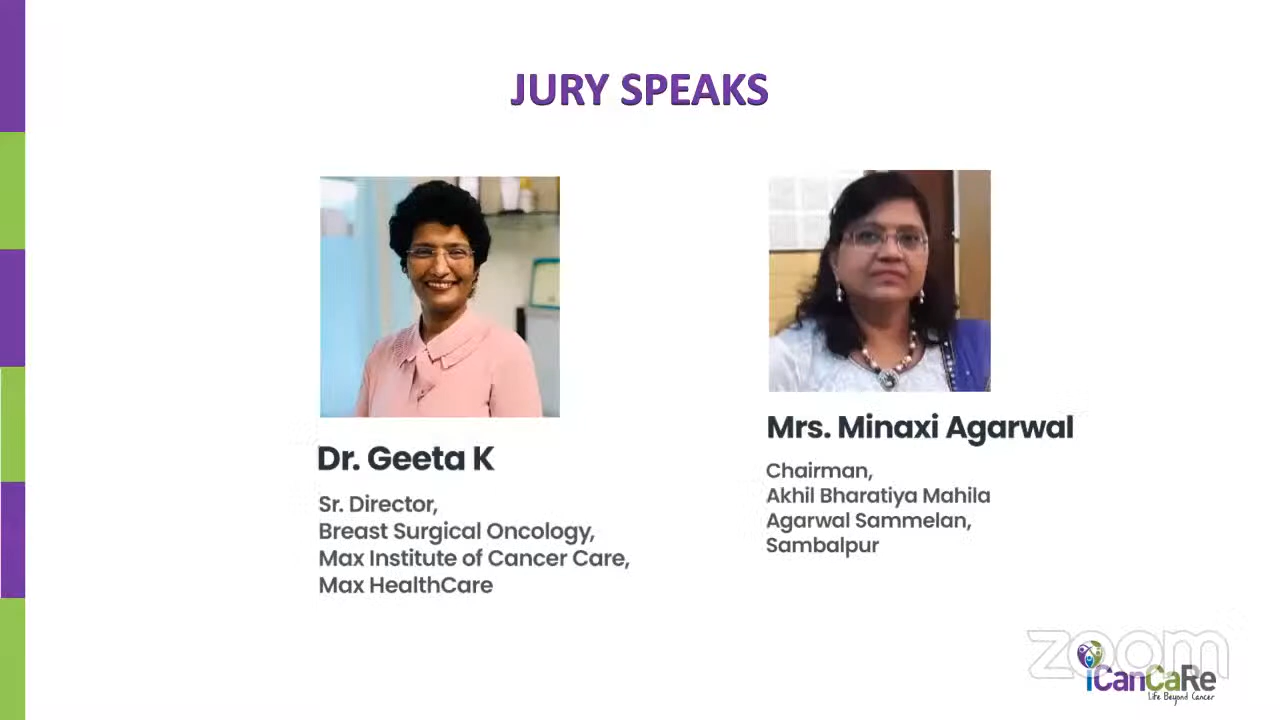 JURY SPEAKS
Dr. Geeta K
Sr. Director,
Breast Surgical Oncology,
Max Institute of Cancer Care,
Max HealthCare
Mrs. Minaxi Agarwal
Chairman,
Akhil Bharatiya Mahila
Agarwal Sammelan,
Sambalpur
zoom
iCanCaRe
Life Beyond Cancer